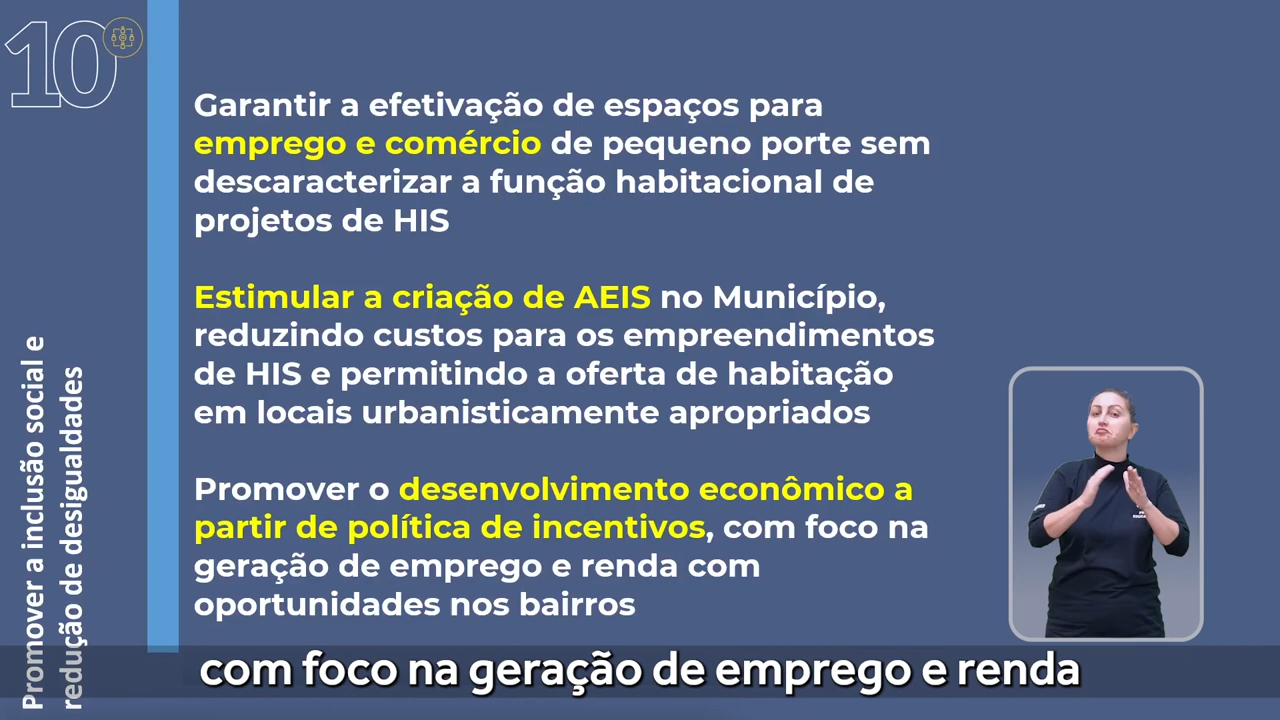 10
Promover a inclusão social e
redução de desigualdades
Garantir a efetivação de espaços para
emprego e comércio de pequeno porte sem
descaracterizar a função habitacional de
projetos de HIS
Estimular a criação de AEIS no Município,
reduzindo custos para os empreendimentos
de HIS e permitindo a oferta de habitação
em locais urbanisticamente apropriados
Promover o desenvolvimento econômico a
partir de política de incentivos, com foco na
geração de emprego e renda com
oportunidades nos bairros
com foco na geração de emprego e renda